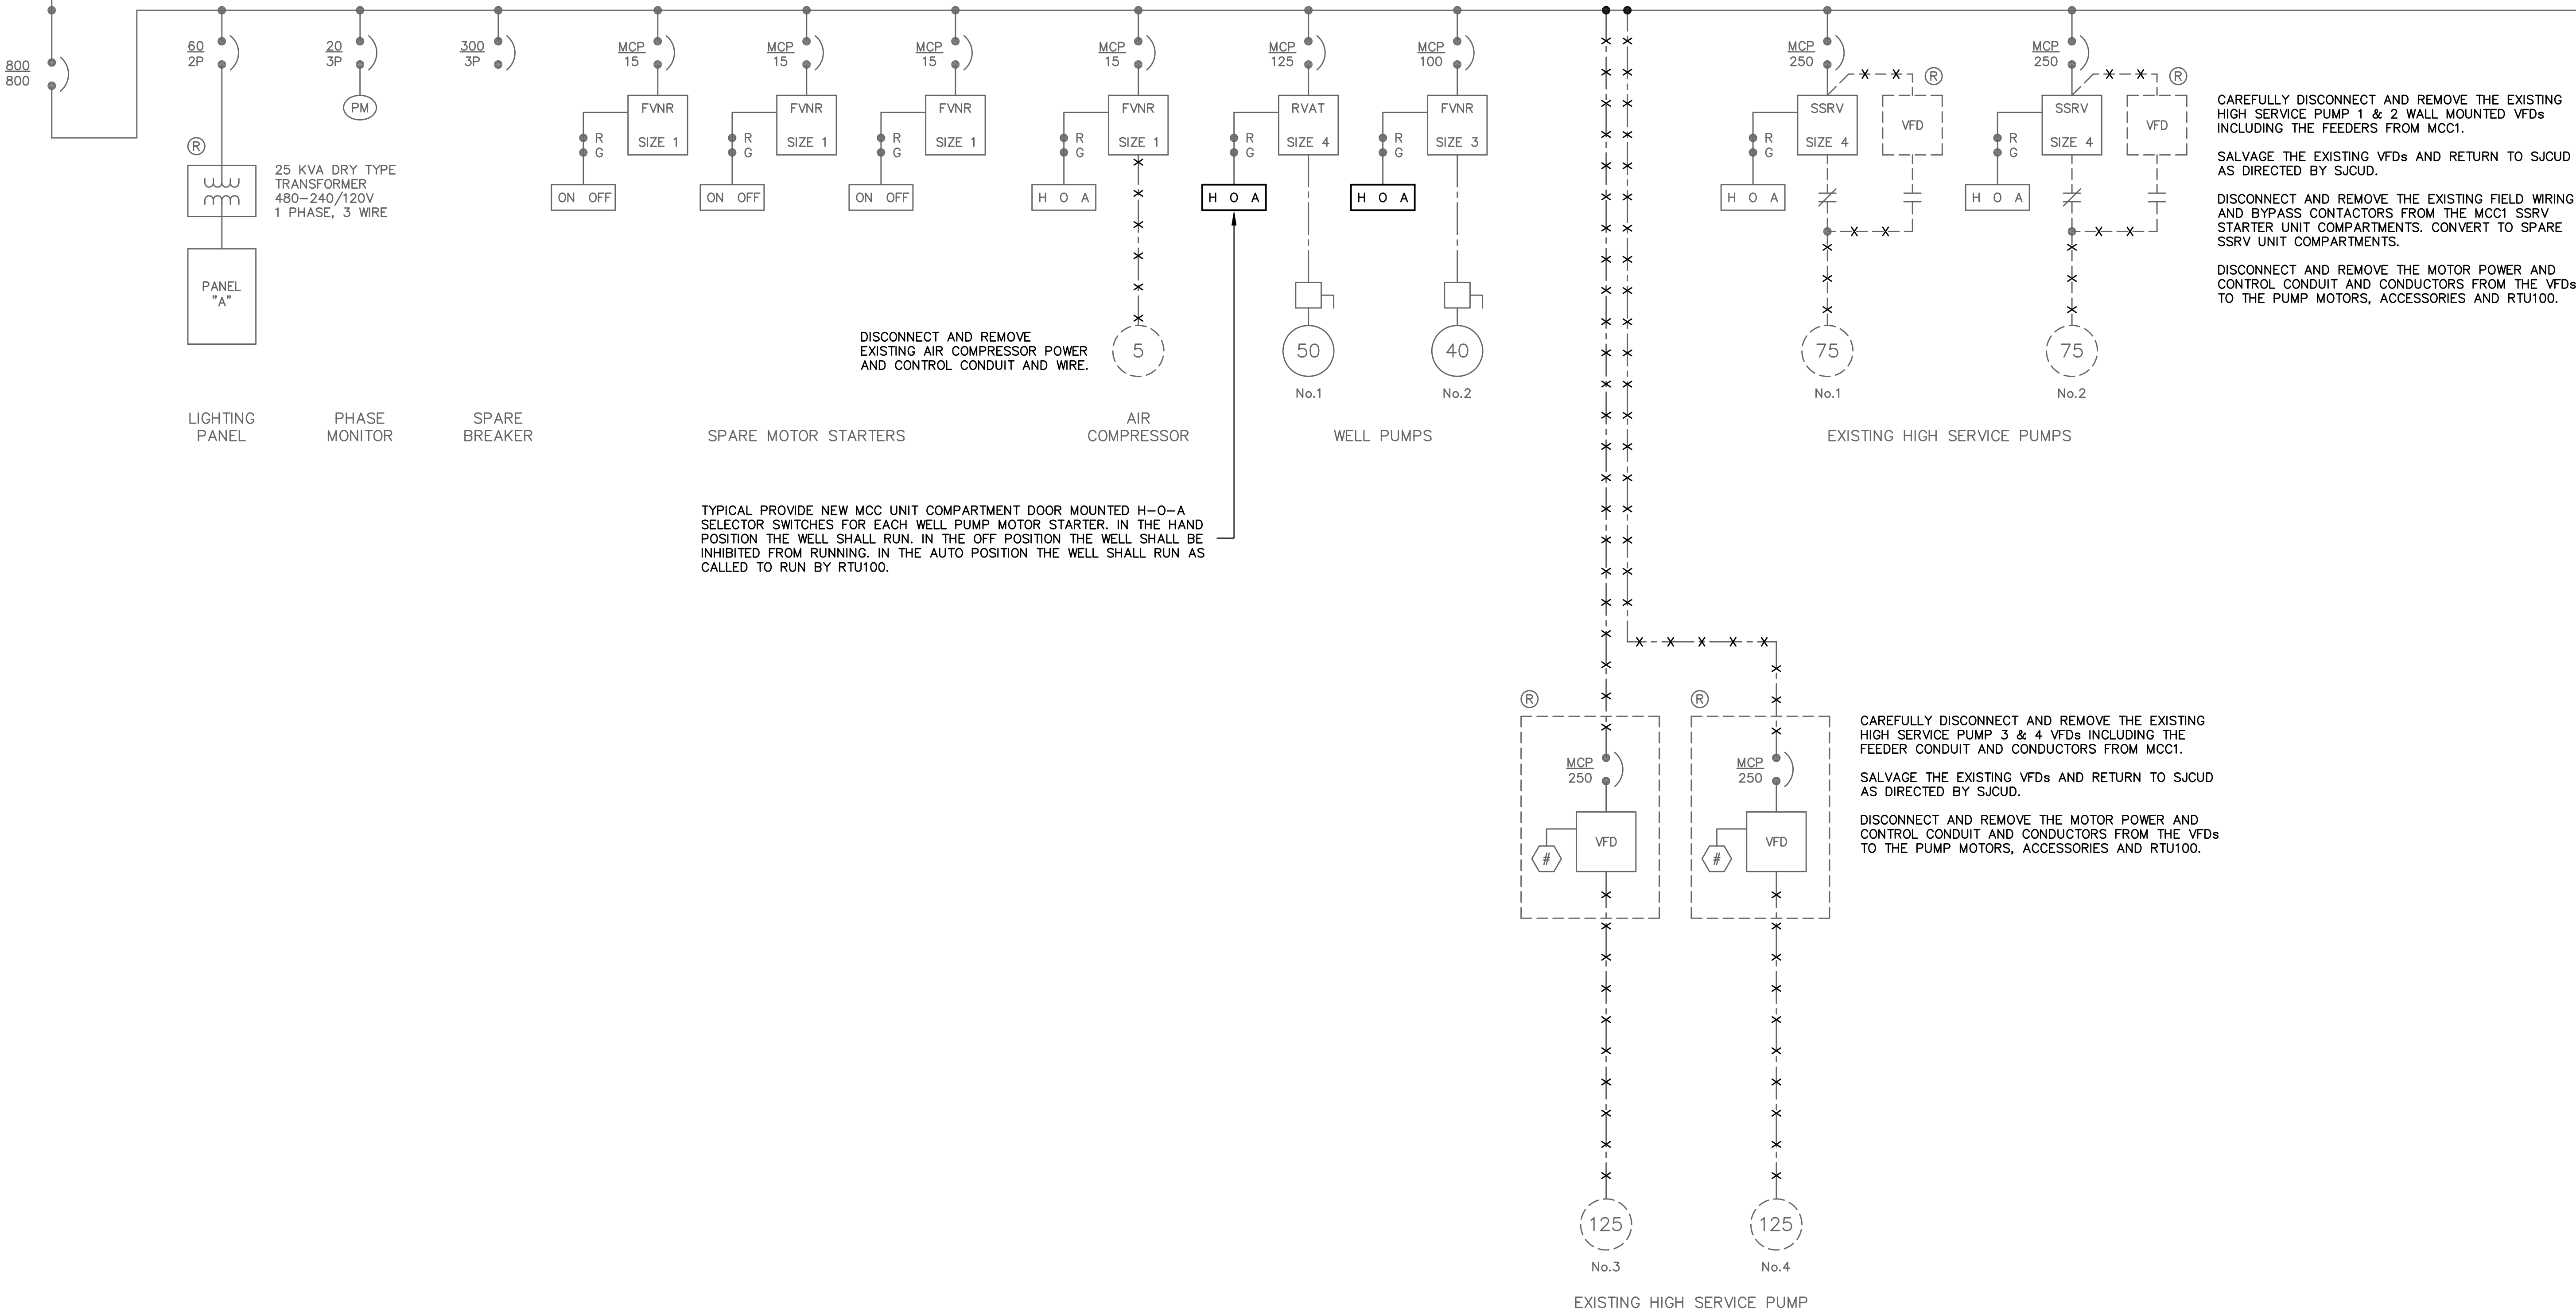 800
800
60
2P
20
3P
300
3P
MCP
15
MCP
15
MCP
15
MCP
15
MCP
125
MCP
100
MCP
250
MCP
250
PM
FVNR
SIZE 1
FVNR
SIZE 1
FVNR
SIZE 1
FVNR
SIZE 1
RVAT
SIZE 4
FVNR
SIZE 3
SSRV
SIZE 4
VFD
R
SSRV
SIZE 4
VFD
R
R
G
R
G
R
G
R
G
R
G
R
G
R
G
R
G
ON OFF
ON OFF
ON OFF
H O A
H O A
H O A
H O A
H O A
R
25 KVA DRY TYPE
TRANSFORMER
480-240/120V
1 PHASE, 3 WIRE
PANEL
"A"
CAREFULLY DISCONNECT AND REMOVE THE EXISTING
HIGH SERVICE PUMP 1 & 2 WALL MOUNTED VFDs
INCLUDING THE FEEDERS FROM MCC1.
SALVAGE THE EXISTING VFDs AND RETURN TO SJCUD
AS DIRECTED BY SJCUD.
DISCONNECT AND REMOVE THE EXISTING FIELD WIRING
AND BYPASS CONTACTORS FROM THE MCC1 SSRV
STARTER UNIT COMPARTMENTS. CONVERT TO SPARE
SSRV UNIT COMPARTMENTS.
DISCONNECT AND REMOVE THE MOTOR POWER AND
CONTROL CONDUIT AND CONDUCTORS FROM THE VFDs
TO THE PUMP MOTORS, ACCESSORIES AND RTU100.
DISCONNECT AND REMOVE
EXISTING AIR COMPRESSOR POWER
AND CONTROL CONDUIT AND WIRE.
5
50
No.1
40
No.2
75
No.1
75
No.2
LIGHTING
PANEL
PHASE
MONITOR
SPARE
BREAKER
SPARE MOTOR STARTERS
AIR
COMPRESSOR
WELL PUMPS
EXISTING HIGH SERVICE PUMPS
TYPICAL PROVIDE NEW MCC UNIT COMPARTMENT DOOR MOUNTED H-O-A
SELECTOR SWITCHES FOR EACH WELL PUMP MOTOR STARTER. IN THE HAND
POSITION THE WELL SHALL RUN. IN THE OFF POSITION THE WELL SHALL BE
INHIBITED FROM RUNNING. IN THE AUTO POSITION THE WELL SHALL RUN AS
CALLED TO RUN BY RTU100.
R
R
MCP
250
MCP
250
VFD
VFD
#
#
CAREFULLY DISCONNECT AND REMOVE THE EXISTING
HIGH SERVICE PUMP 3 & 4 VFDs INCLUDING THE
FEEDER CONDUIT AND CONDUCTORS FROM MCC1.
SALVAGE THE EXISTING VFDs AND RETURN TO SJCUD
AS DIRECTED BY SJCUD.
DISCONNECT AND REMOVE THE MOTOR POWER AND
CONTROL CONDUIT AND CONDUCTORS FROM THE VFDs
TO THE PUMP MOTORS, ACCESSORIES AND RTU100.
125
No.3
125
No.4
EXISTING HIGH SERVICE PUMP